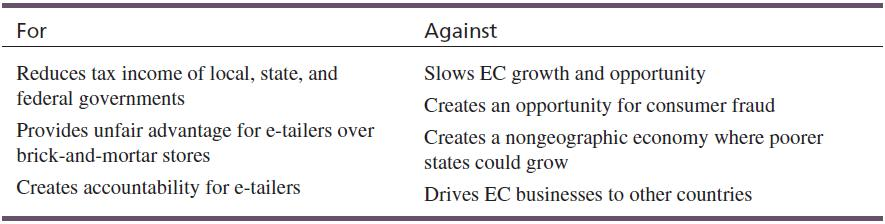 For
Against
Reduces tax income of local, state, and
federal governments
Provides unfair advantage for e-tailers over
brick-and-mortar stores
Creates accountability for e-tailers
Slows EC growth and opportunity
Creates an opportunity for consumer fraud
Creates a nongeographic economy where poorer
states could grow
Drives EC businesses to other countries